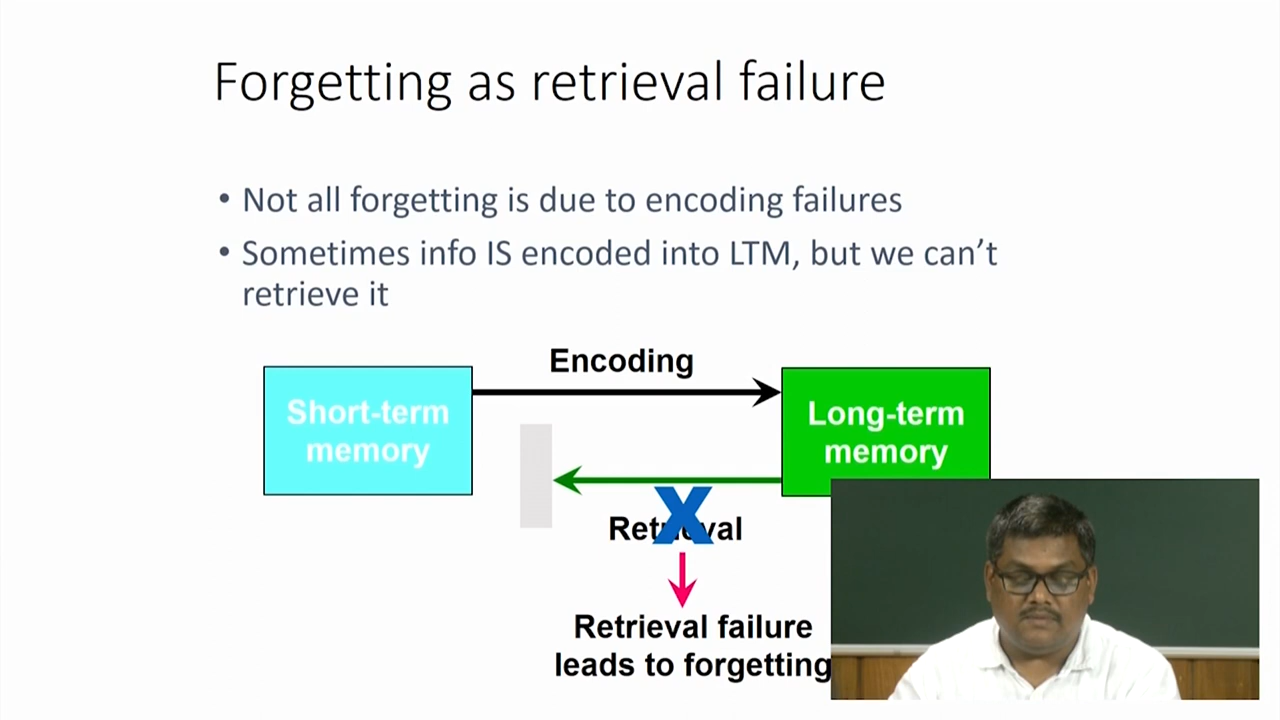 Forgetting as retrieval failure
• Not all forgetting is due to encoding failures
• Sometimes info IS encoded into LTM, but we can't
retrieve it
Encoding
Short-term
memory
Long-term
memory
X
Retrieval
Retrieval failure
leads to forgetting